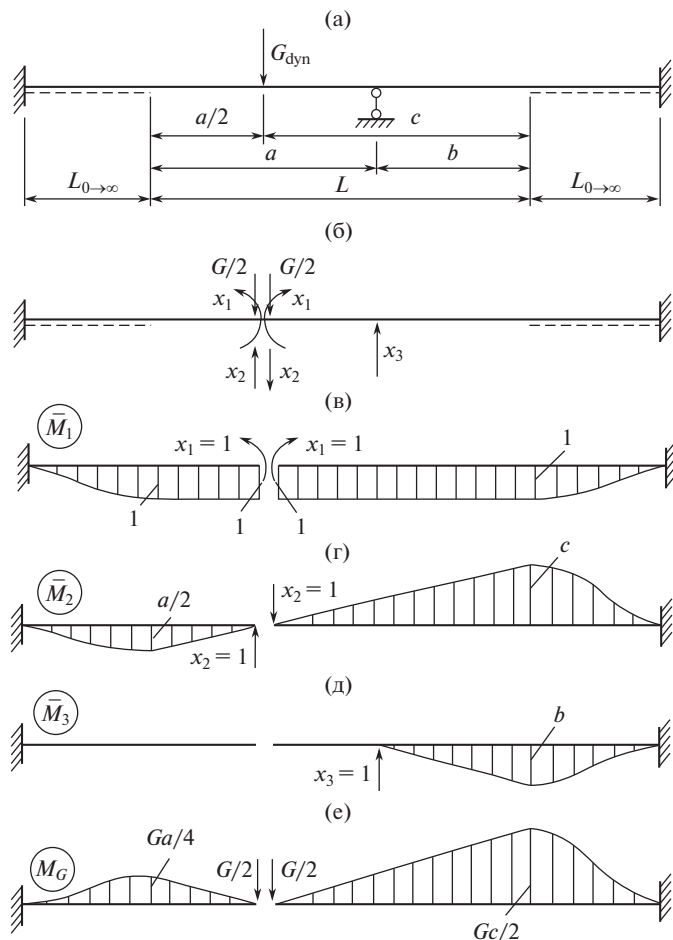 (а)
G_dyn
a/2
c
a
b
L_0→∞
L
L_0→∞
(б)
G/2
G/2
x_1
x_1
x_2
x_2
x_3
(в)
M̄_1
x_1 = 1
x_1 = 1
1
1
1
1
(г)
M̄_2
a/2
x_2 = 1
c
x_2 = 1
(д)
M̄_3
b
x_3 = 1
(е)
M_G
Ga/4
G/2
G/2
Gc/2